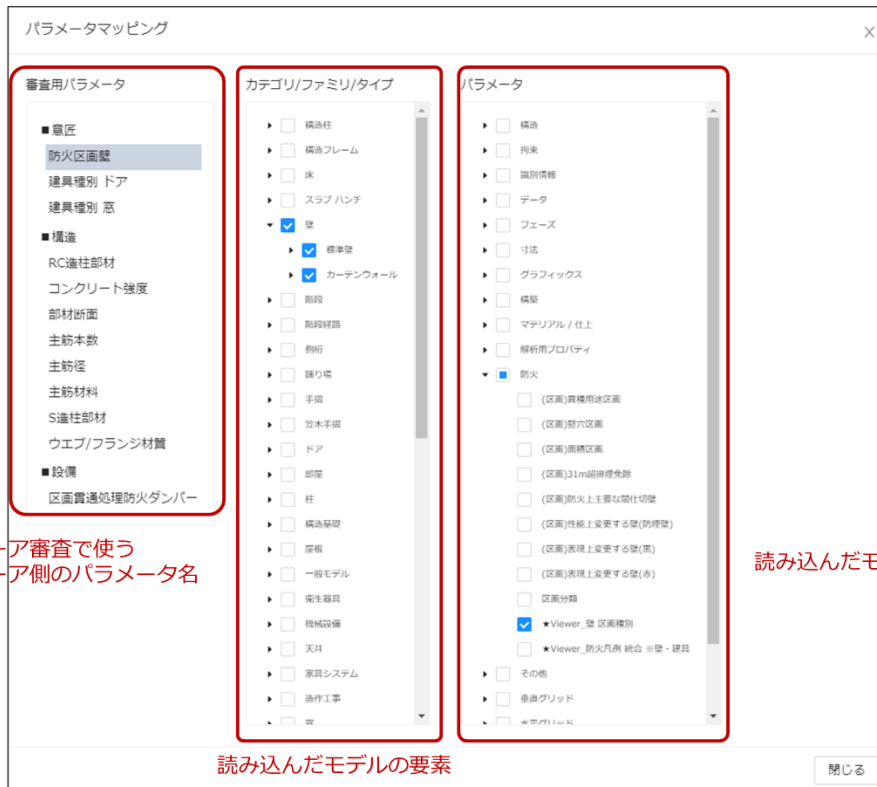 パラメータマッピング
×
審査用パラメータ
■意匠
防火区画壁
建具種別 ドア
建具種別 窓
■構造
RC造柱部材
コンクリート強度
部材断面
主筋本数
主筋径
主筋材料
S造柱部材
ウエブ/フランジ材質
■設備
区画貫通処理防火ダンパー
カテゴリ/ファミリ/タイプ
構造柱
構造フレーム
床
スラブ ハンチ
壁
標準壁
カーテンウォール
階段
階段経路
側桁
踊り場
手摺
笠木手摺
ドア
部屋
柱
構造基礎
屋根
一般モデル
衛生器具
機械設備
天井
家具システム
造作工事
窓
パラメータ
構造
拘束
識別情報
データ
フェーズ
寸法
グラフィックス
構築
マテリアル / 仕上
解析用プロパティ
防火
(区画)異種用途区画
(区画)竪穴区画
(区画)面積区画
(区画)31m超排煙免除
(区画)防火上主要な間仕切壁
(区画)性能上変更する壁(防煙壁)
(区画)表現上変更する壁(黒)
(区画)表現上変更する壁(赤)
区画分類
★Viewer_壁 区画種別
★Viewer_防火凡例 統合 ※壁・建具
その他
垂直グリッド
水平グリッド
ーア審査で使う
ーア側のパラメータ名
読み込んだモ
読み込んだモデルの要素
閉じる